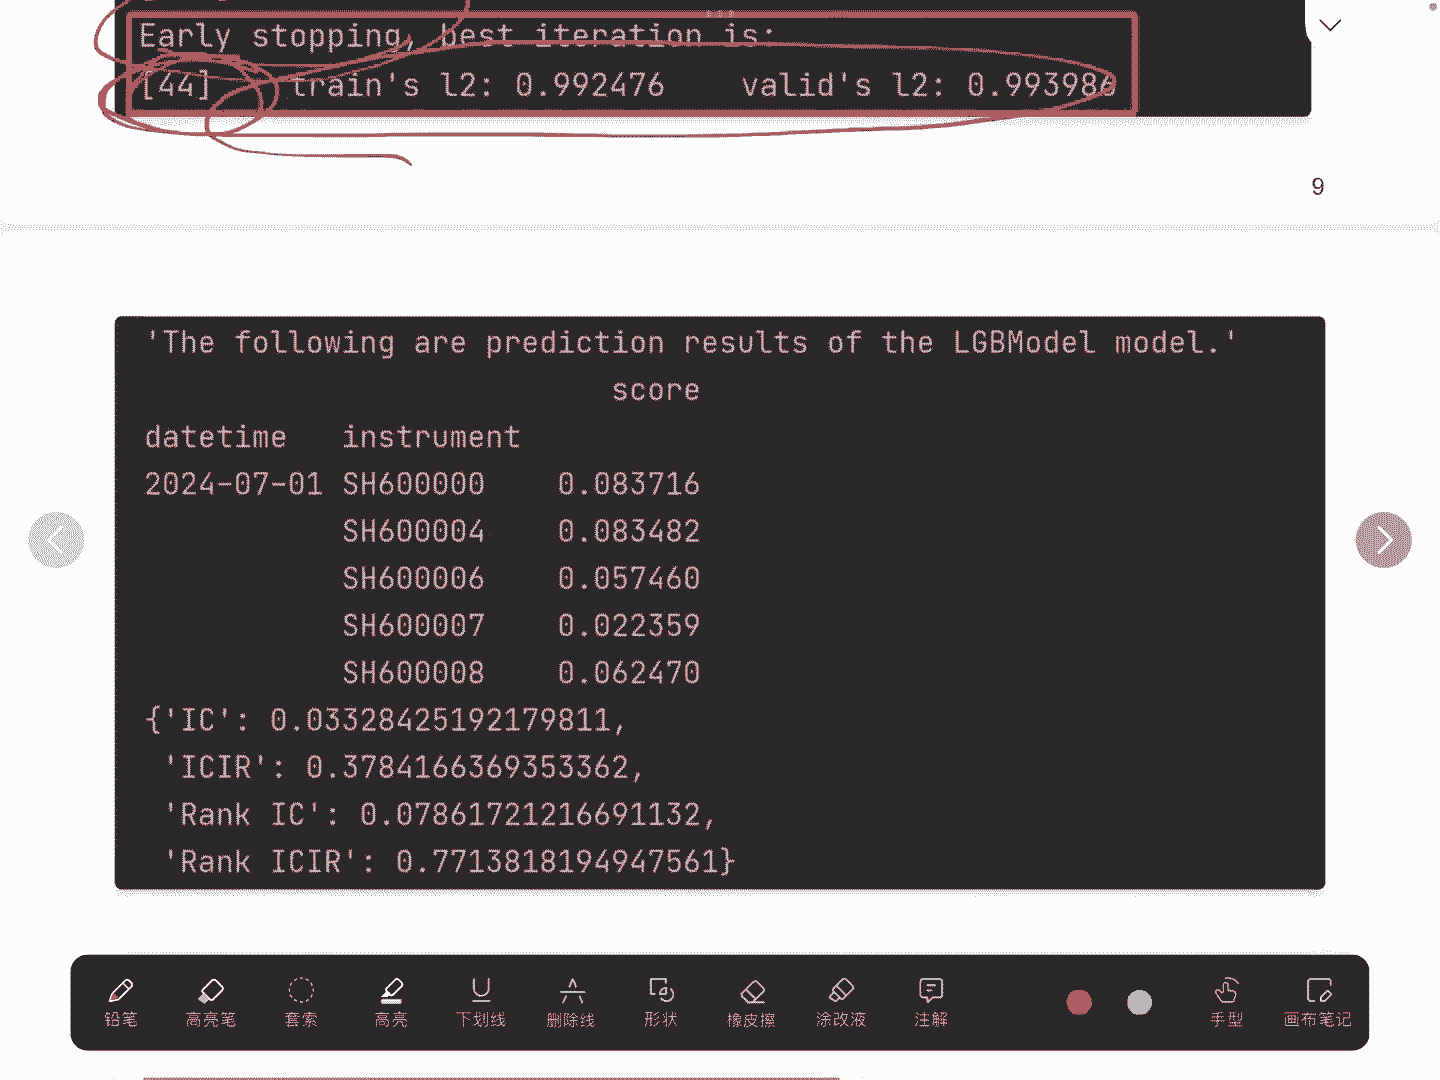 Early stopping, best iteration is:
[44] train's l2: 0.992476 valid's l2: 0.993986
9
'The following are prediction results of the LGBModel model.'
score
datetime instrument
2024-07-01 SH600000 0.083716
SH600004 0.083482
SH600006 0.057460
SH600007 0.022359
SH600008 0.062470
{'IC': 0.03328425192179811,
'ICIR': 0.3784166369353362,
'Rank IC': 0.07861721216691132,
'Rank ICIR': 0.7713818194947561}
铅笔 高亮笔 套索 高亮 下划线 删除线 形状 橡皮擦 涂改液 注解 手型 画布笔记